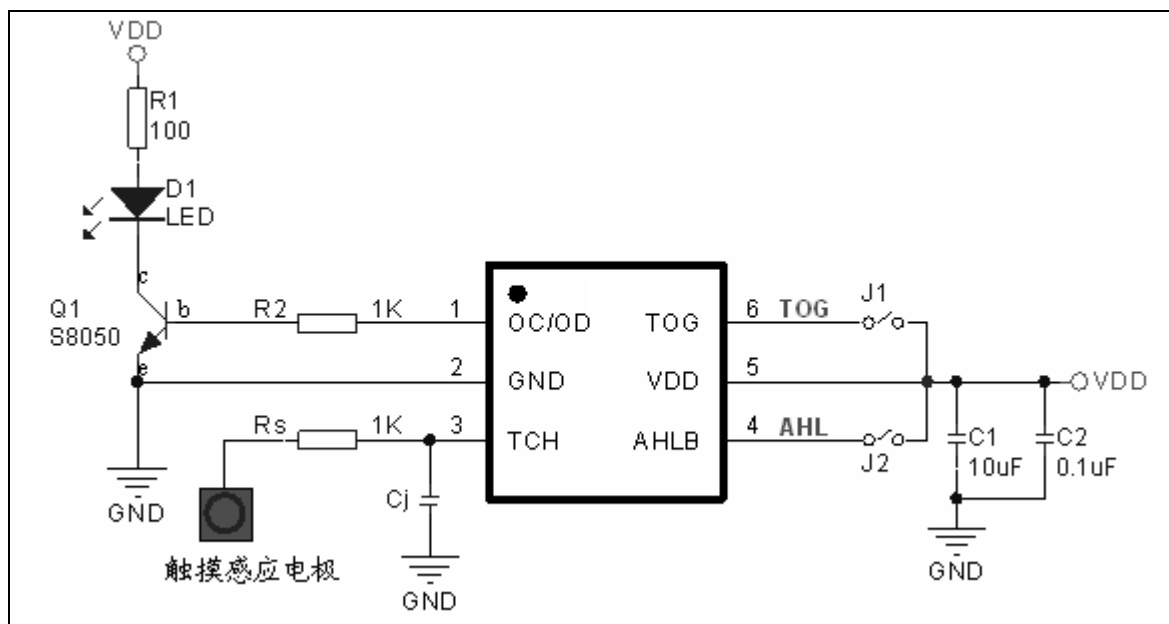 VDD
R1
100
D1
LED
c
Q1
S8050
b
e
R2 1K 1
2
Rs 1K 3
Cj
GND
GND
触摸感应电极
OC/OD TOG
GND VDD
TCH AHLB
6 TOG J1
5 VDD
4 AHL J2
C1
10uF
C2
0.1uF
GND